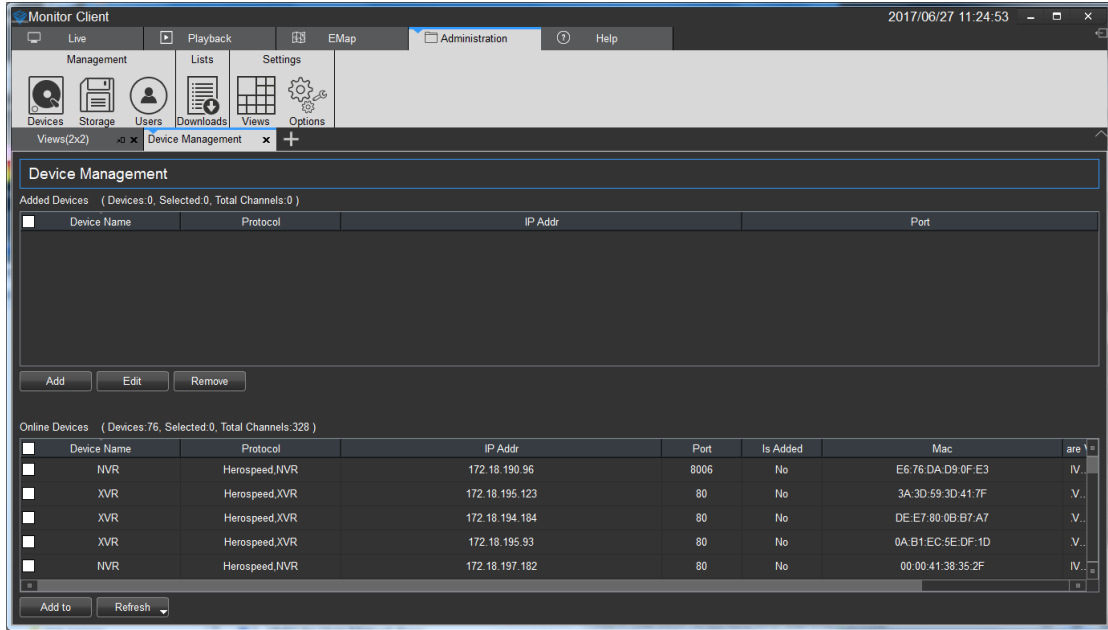 Monitor Client 2017/06/27 11:24:53
Live Playback EMap Administration Help
Management Lists Settings
Devices Storage Users Downloads Views Options
Views(2x2) Device Management
Device Management
Added Devices ( Devices:0, Selected:0, Total Channels:0 )
Device Name Protocol IP Addr Port
Add Edit Remove
Online Devices ( Devices:76, Selected:0, Total Channels:328 )
Device Name Protocol IP Addr Port Is Added Mac are
NVR Herospeed,NVR 172.18.190.96 8006 No E6:76:DA:D9:0F:E3 IV..
XVR Herospeed,XVR 172.18.195.123 80 No 3A:3D:59:3D:41:7F .V..
XVR Herospeed,XVR 172.18.194.184 80 No DE:E7:80:0B:B7:A7 .V..
XVR Herospeed,XVR 172.18.195.93 80 No 0A:B1:EC:5E:DF:1D .V..
NVR Herospeed,NVR 172.18.197.182 80 No 00:00:41:38:35:2F IV..
Add to Refresh